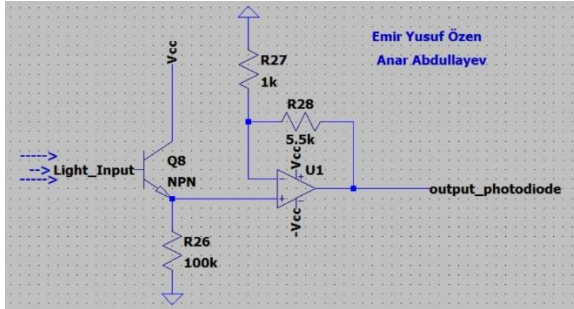 Emir Yusuf Özen
Anar Abdullayev
Vcc
R27
1k
R28
5.5k
Vcc
Q8
U1
Light_Input
NPN
output_photodiode
-Vcc
R26
100k